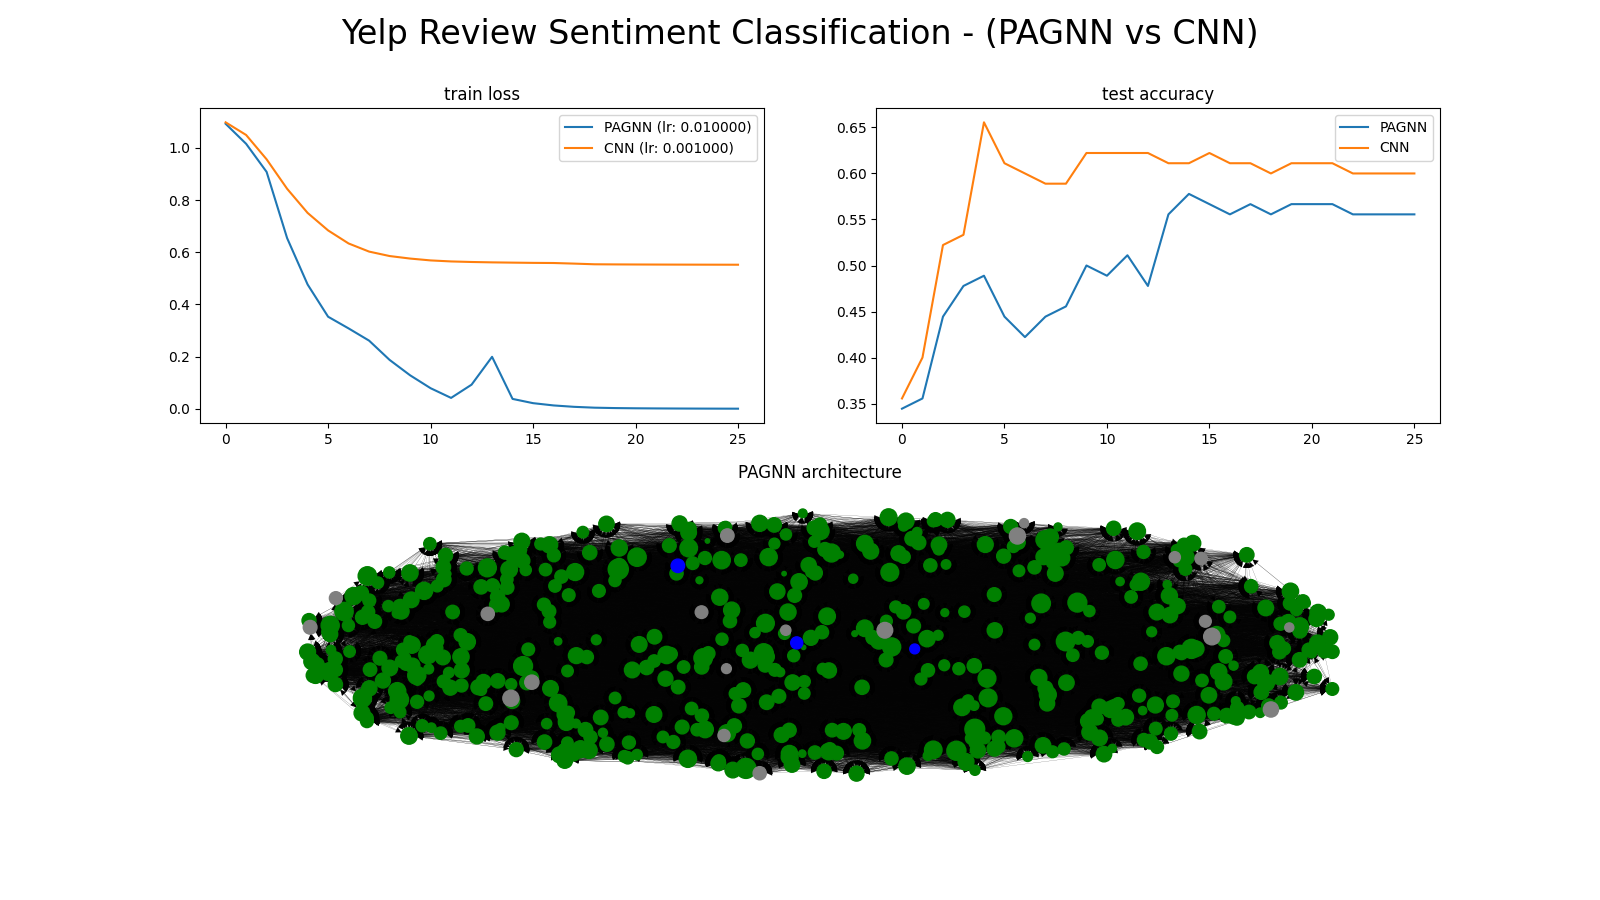 Yelp Review Sentiment Classification - (PAGNN vs CNN)
train loss
PAGNN (lr: 0.010000)
CNN (lr: 0.001000)
1.0
0.8
0.6
0.4
0.2
0.0
0 5 10 15 20 25
test accuracy
PAGNN
CNN
0.65
0.60
0.55
0.50
0.45
0.40
0.35
0 5 10 15 20 25
PAGNN architecture